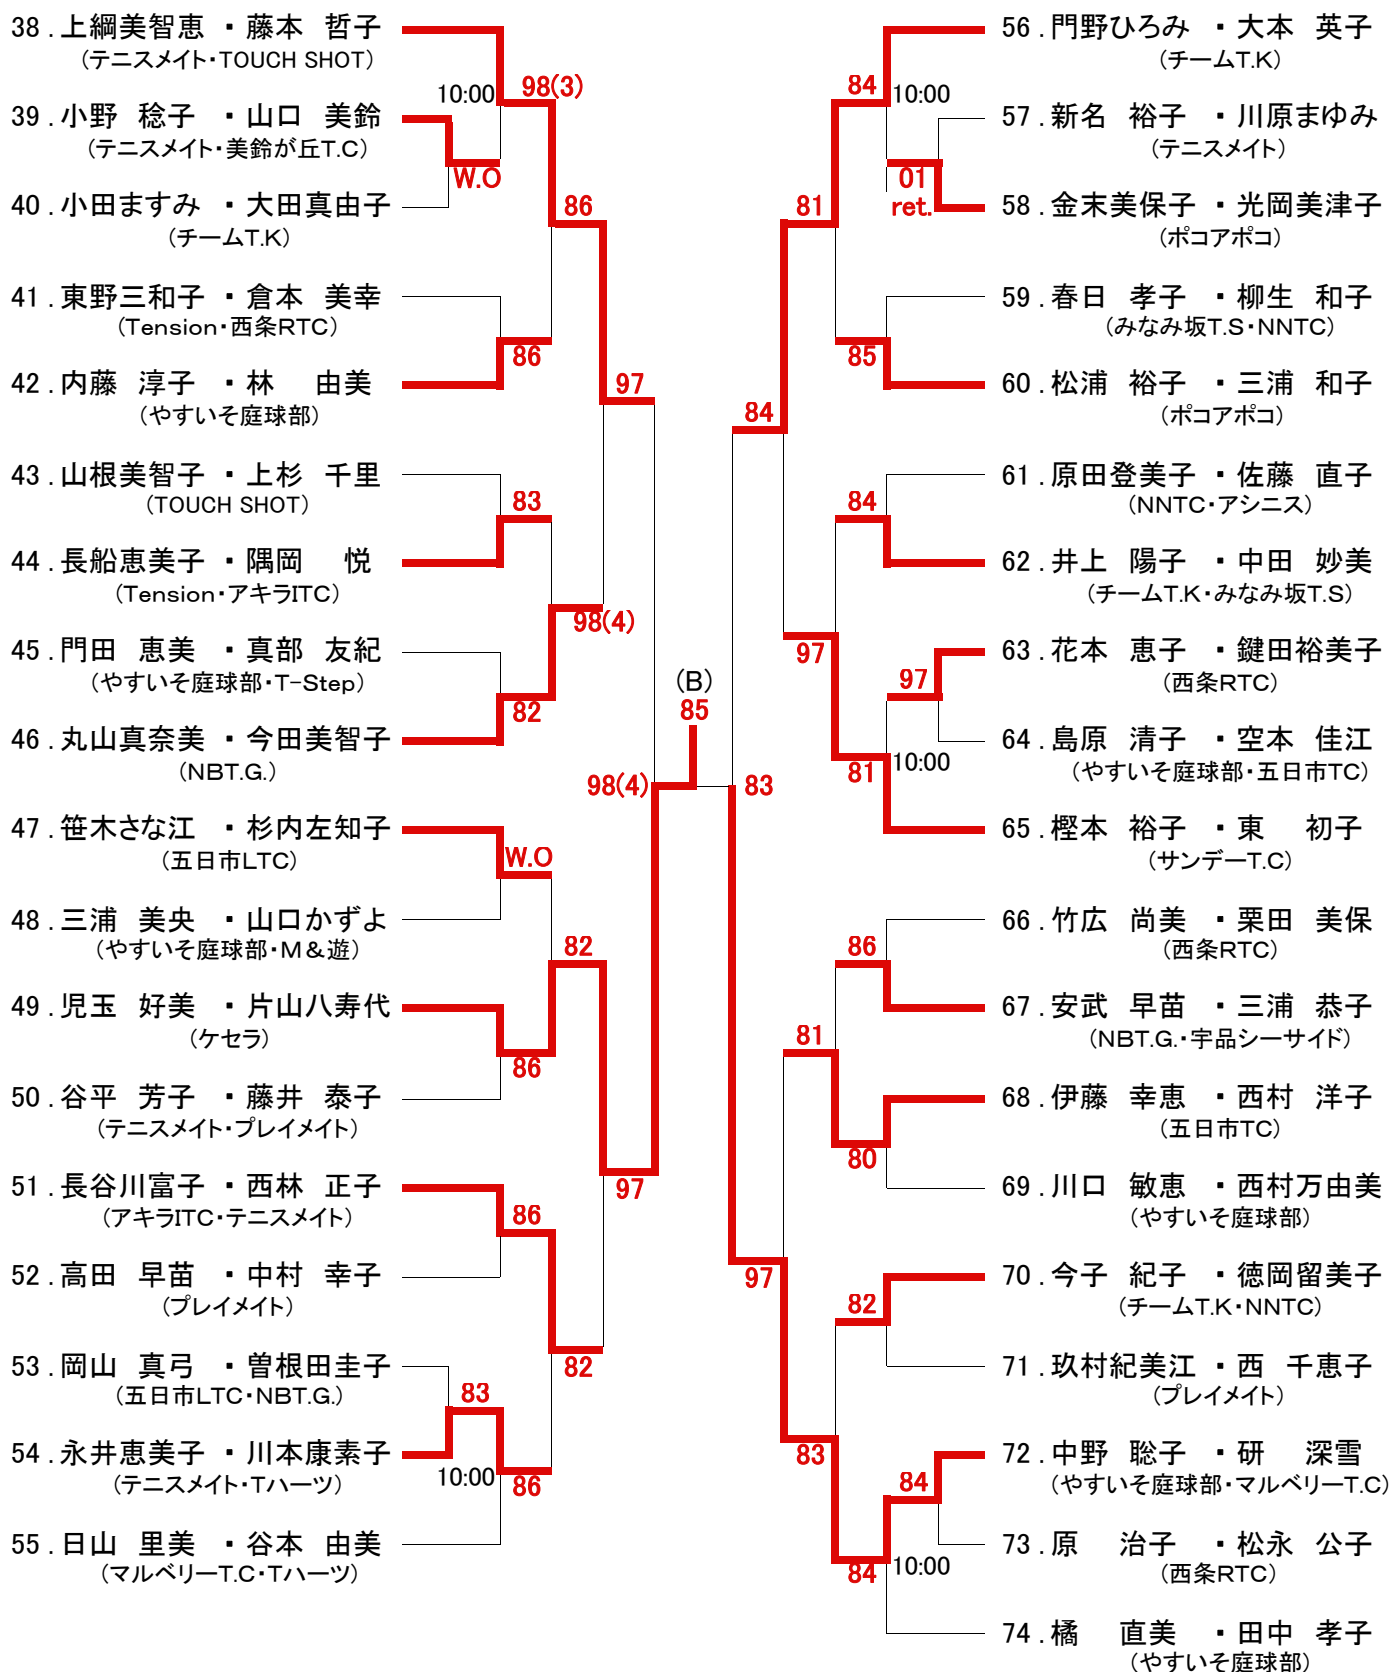 38．上綱美智恵 ・藤本 哲子
（テニスメイト・TOUCH SHOT）
10:00
98(3)
39．小野 稔子 ・山口 美鈴
（テニスメイト・美鈴が丘T.C）
W.O
40．小田ますみ ・大田真由子
（チームT.K）
86
41．東野三和子 ・倉本 美幸
（Tension・西条RTC）
86
42．内藤 淳子 ・林 由美
（やすいそ庭球部）
97
43．山根美智子 ・上杉 千里
（TOUCH SHOT）
83
44．長船恵美子 ・隅岡 悦
（Tension・アキラITC）
98(4)
45．門田 恵美 ・真部 友紀
（やすいそ庭球部・T-Step）
82
46．丸山真奈美 ・今田美智子
（NBT.G.）
98(4)
47．笹木さな江 ・杉内左知子
（五日市LTC）
W.O
48．三浦 美央 ・山口かずよ
（やすいそ庭球部・M＆遊）
82
49．児玉 好美 ・片山八寿代
（ケセラ）
86
50．谷平 芳子 ・藤井 泰子
（テニスメイト・プレイメイト）
97
51．長谷川富子 ・西林 正子
（アキラITC・テニスメイト）
86
52．高田 早苗 ・中村 幸子
（プレイメイト）
82
53．岡山 真弓 ・曽根田圭子
（五日市LTC・NBT.G.）
83
54．永井恵美子 ・川本康素子
（テニスメイト・Tハーツ）
10:00
86
55．日山 里美 ・谷本 由美
（マルベリーT.C・Tハーツ）
（B）
85
56．門野ひろみ ・大本 英子
（チームT.K）
84
10:00
57．新名 裕子 ・川原まゆみ
（テニスメイト）
01
ret.
58．金末美保子 ・光岡美津子
（ポコアポコ）
81
59．春日 孝子 ・柳生 和子
（みなみ坂T.S・NNTC）
85
60．松浦 裕子 ・三浦 和子
（ポコアポコ）
84
61．原田登美子 ・佐藤 直子
（NNTC・アシニス）
84
62．井上 陽子 ・中田 妙美
（チームT.K・みなみ坂T.S）
97
63．花本 恵子 ・鍵田裕美子
（西条RTC）
97
64．島原 清子 ・空本 佳江
（やすいそ庭球部・五日市TC）
81
10:00
65．樫本 裕子 ・東 初子
（サンデーT.C）
83
66．竹広 尚美 ・栗田 美保
（西条RTC）
86
67．安武 早苗 ・三浦 恭子
（NBT.G.・宇品シーサイド）
81
68．伊藤 幸恵 ・西村 洋子
（五日市TC）
80
69．川口 敏恵 ・西村万由美
（やすいそ庭球部）
97
70．今子 紀子 ・徳岡留美子
（チームT.K・NNTC）
82
71．玖村紀美江 ・西 千恵子
（プレイメイト）
83
72．中野 聡子 ・研 深雪
（やすいそ庭球部・マルベリーT.C）
84
73．原 治子 ・松永 公子
（西条RTC）
84
10:00
74．橘 直美 ・田中 孝子
（やすいそ庭球部）